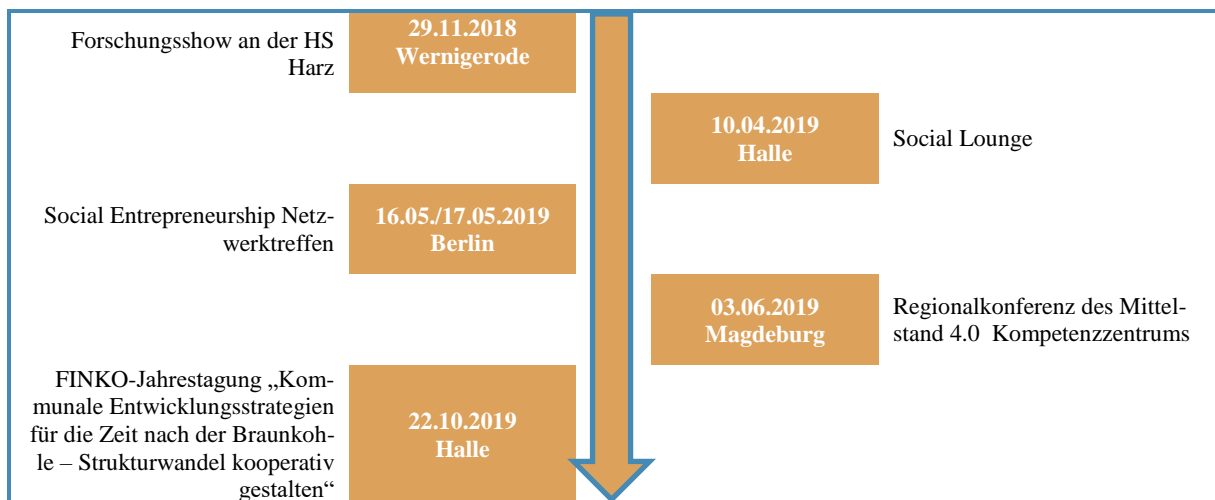 Forschungsshow an der HS
Harz
29.11.2018
Wernigerode
10.04.2019
Halle
Social Lounge
Social Entrepreneurship Netz-
werktreffen
16.05./17.05.2019
Berlin
03.06.2019
Magdeburg
Regionalkonferenz des Mittel-
stand 4.0 Kompetenzzentrums
FINKO-Jahrestagung „Kom-
munale Entwicklungsstrategien
für die Zeit nach der Braunkoh-
le – Strukturwandel kooperativ
gestalten“
22.10.2019
Halle